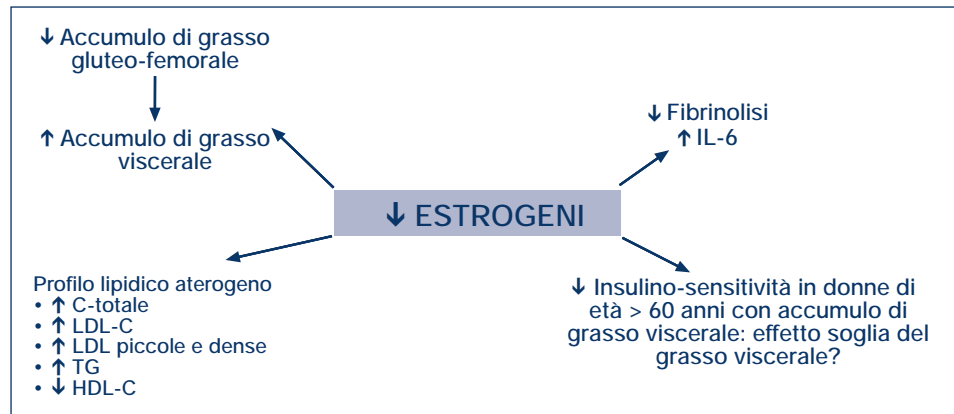 ↓ Accumulo di grasso
gluteo-femorale
↑ Accumulo di grasso
viscerale
↓ Fibrinolisi
↑ IL-6
↓ ESTROGENI
Profilo lipidico aterogeno
• ↑ C-totale
• ↑ LDL-C
• ↑ LDL piccole e dense
• ↑ TG
• ↓ HDL-C
↓ Insulino-sensitività in donne di
età > 60 anni con accumulo di
grasso viscerale: effetto soglia del
grasso viscerale?